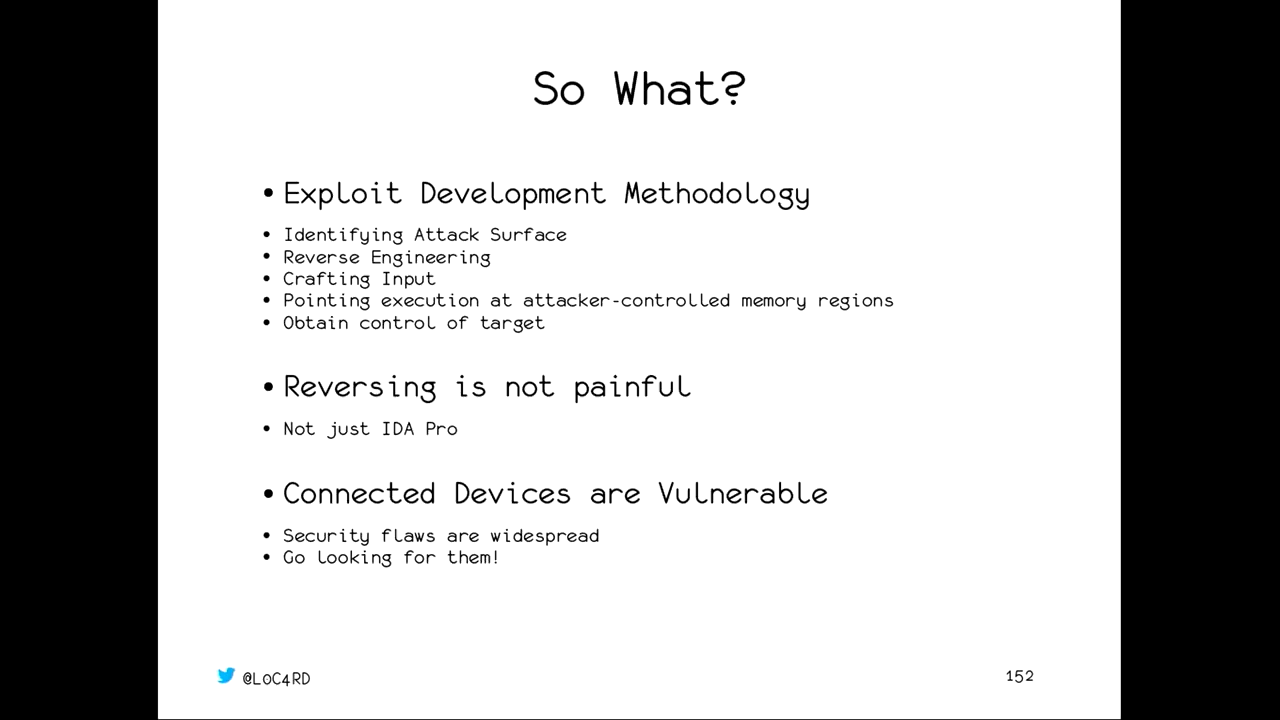 So What?
• Exploit Development Methodology
• Identifying Attack Surface
• Reverse Engineering
• Crafting Input
• Pointing execution at attacker-controlled memory regions
• Obtain control of target
• Reversing is not painful
• Not just IDA Pro
• Connected Devices are Vulnerable
• Security flaws are widespread
• Go looking for them!
@L0C4RD
152